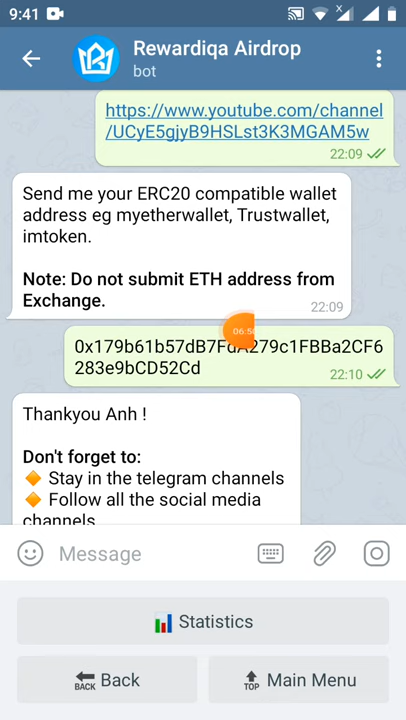 9:41
Rewardiqa Airdrop
bot
https://www.youtube.com/channel
/UCyE5gjyB9HSLst3K3MGAM5w
22:09
Send me your ERC20 compatible wallet
address eg myetherwallet, Trustwallet,
imtoken.
Note: Do not submit ETH address from
Exchange.
22:09
0x179b61b57dB7FdA279c1FBBa2CF6
283e9bCD52Cd
22:10
Thankyou Anh !
Don't forget to:
Stay in the telegram channels
Follow all the social media
channels
Message
Statistics
BACK Back
TOP Main Menu